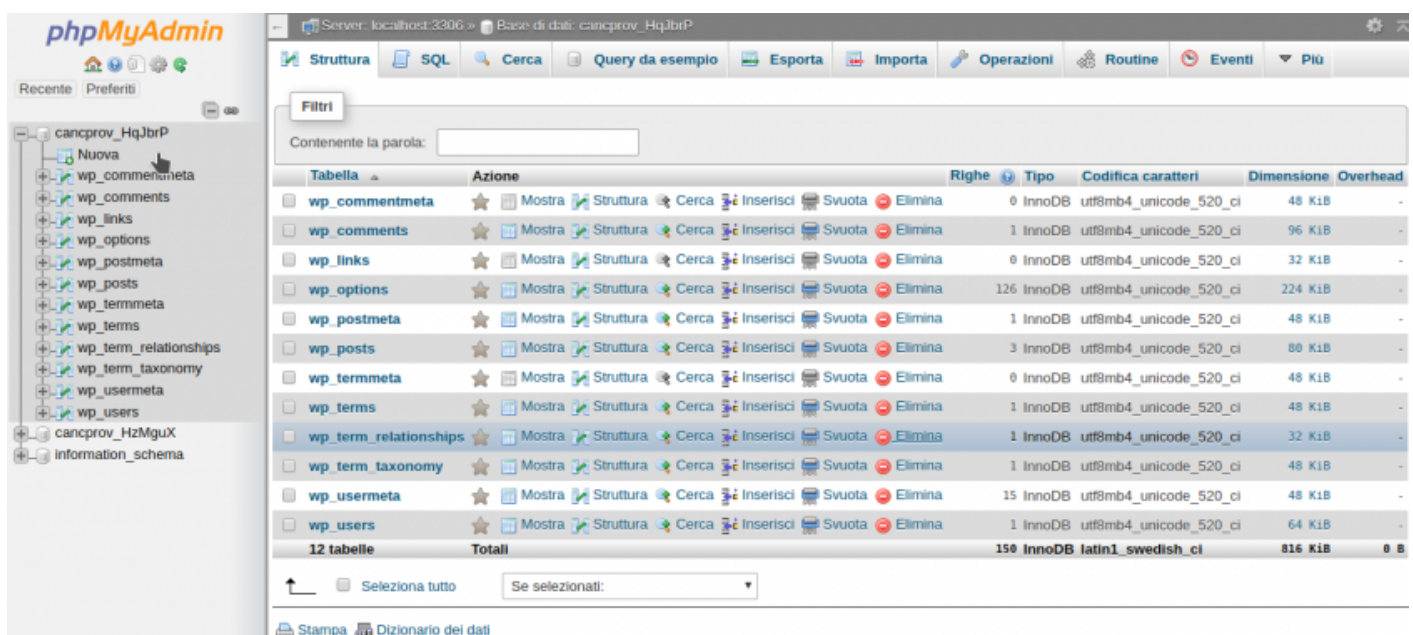 phpMyAdmin
Recente Preferiti
cancprov_HqJbrP
Nuova
wp_commentmeta
wp_comments
wp_links
wp_options
wp_postmeta
wp_posts
wp_termmeta
wp_terms
wp_term_relationships
wp_term_taxonomy
wp_usermeta
wp_users
cancprov_HzMguX
information_schema
Server: localhost:3306 » Base di dati: cancprov_HqJbrP
Struttura SQL Cerca Query da esempio Esporta Importa Operazioni Routine Eventi Più
Filtri
Contenente la parola:
Tabella Azione Righe Tipo Codifica caratteri Dimensione Overhead
wp_commentmeta Mostra Struttura Cerca Inserisci Svuota Elimina 0 InnoDB utf8mb4_unicode_520_ci 48 KiB -
wp_comments Mostra Struttura Cerca Inserisci Svuota Elimina 1 InnoDB utf8mb4_unicode_520_ci 96 KiB -
wp_links Mostra Struttura Cerca Inserisci Svuota Elimina 0 InnoDB utf8mb4_unicode_520_ci 32 KiB -
wp_options Mostra Struttura Cerca Inserisci Svuota Elimina 126 InnoDB utf8mb4_unicode_520_ci 224 KiB -
wp_postmeta Mostra Struttura Cerca Inserisci Svuota Elimina 1 InnoDB utf8mb4_unicode_520_ci 48 KiB -
wp_posts Mostra Struttura Cerca Inserisci Svuota Elimina 3 InnoDB utf8mb4_unicode_520_ci 80 KiB -
wp_termmeta Mostra Struttura Cerca Inserisci Svuota Elimina 0 InnoDB utf8mb4_unicode_520_ci 48 KiB -
wp_terms Mostra Struttura Cerca Inserisci Svuota Elimina 1 InnoDB utf8mb4_unicode_520_ci 48 KiB -
wp_term_relationships Mostra Struttura Cerca Inserisci Svuota Elimina 1 InnoDB utf8mb4_unicode_520_ci 32 KiB -
wp_term_taxonomy Mostra Struttura Cerca Inserisci Svuota Elimina 1 InnoDB utf8mb4_unicode_520_ci 48 KiB -
wp_usermeta Mostra Struttura Cerca Inserisci Svuota Elimina 15 InnoDB utf8mb4_unicode_520_ci 48 KiB -
wp_users Mostra Struttura Cerca Inserisci Svuota Elimina 1 InnoDB utf8mb4_unicode_520_ci 64 KiB -
12 tabelle Totali 150 InnoDB latin1_swedish_ci 816 KiB 0 B
Seleziona tutto Se selezionati:
Stampa Dizionario dei dati